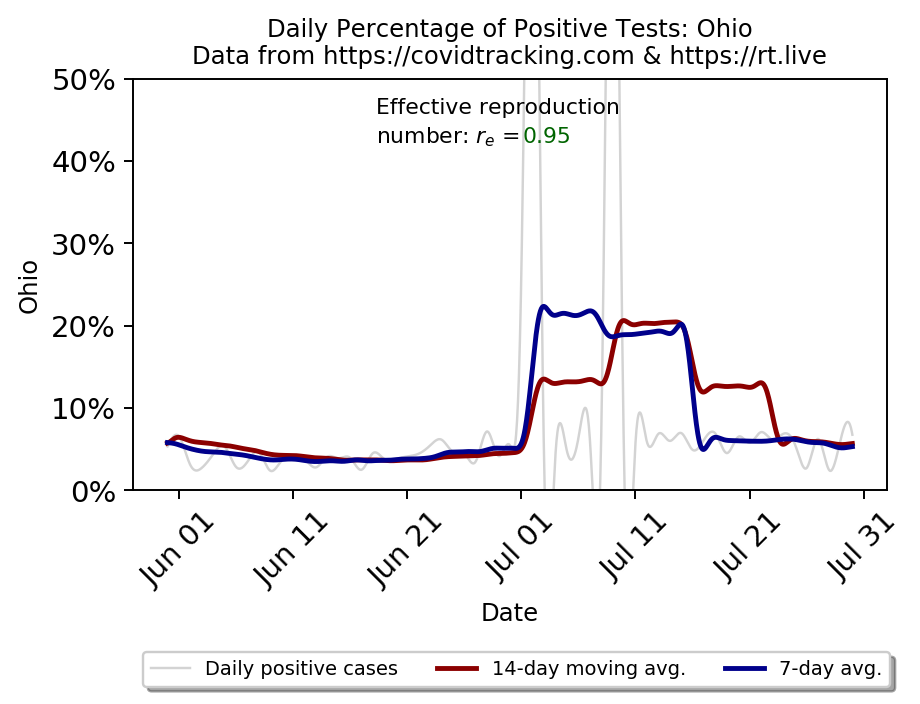 Daily Percentage of Positive Tests: Ohio
Data from https://covidtracking.com & https://rt.live
50%
40%
30%
20%
10%
0%
Ohio
Effective reproduction
number: rₑ =0.95
Jun 01
Jun 11
Jun 21
Jul 01
Jul 11
Jul 21
Jul 31
Date
Daily positive cases
14-day moving avg.
7-day avg.